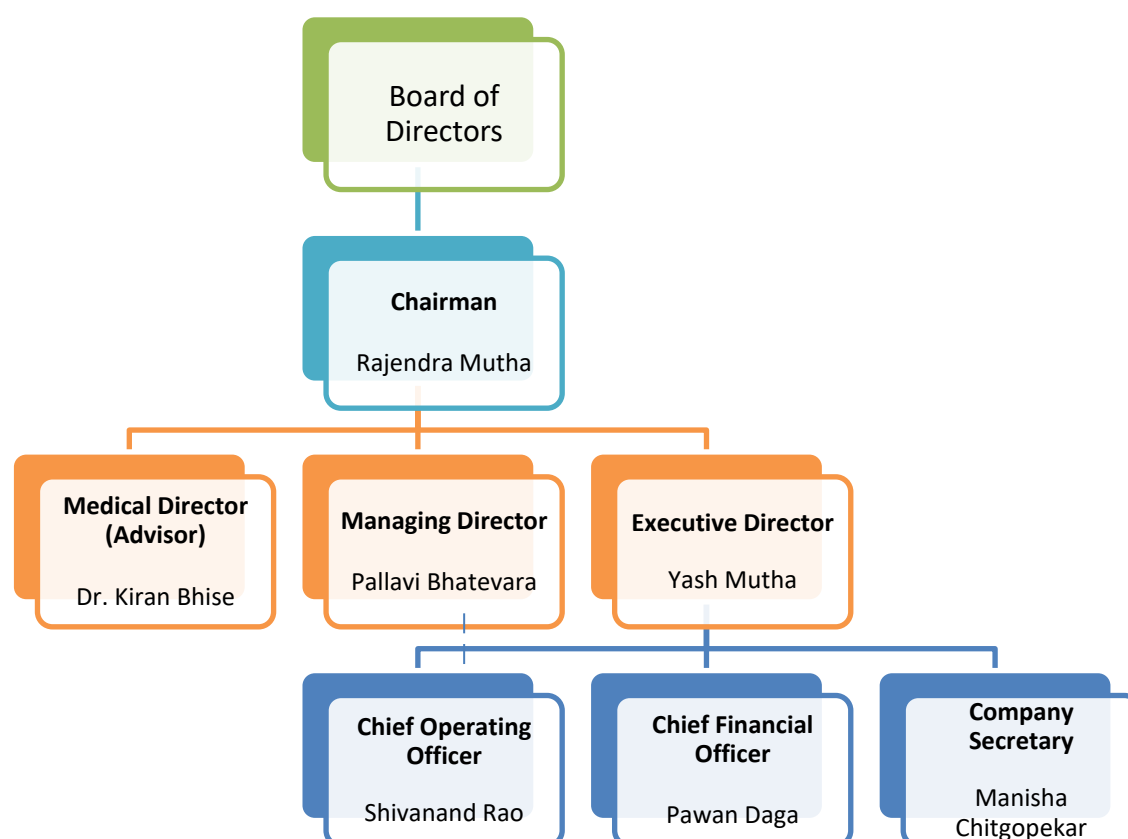 Board of
Directors
Chairman
Rajendra Mutha
Medical Director
(Advisor)
Dr. Kiran Bhise
Managing Director
Pallavi Bhatevara
Executive Director
Yash Mutha
Chief Operating
Officer
Shivanand Rao
Chief Financial
Officer
Pawan Daga
Company
Secretary
Manisha
Chitgopekar